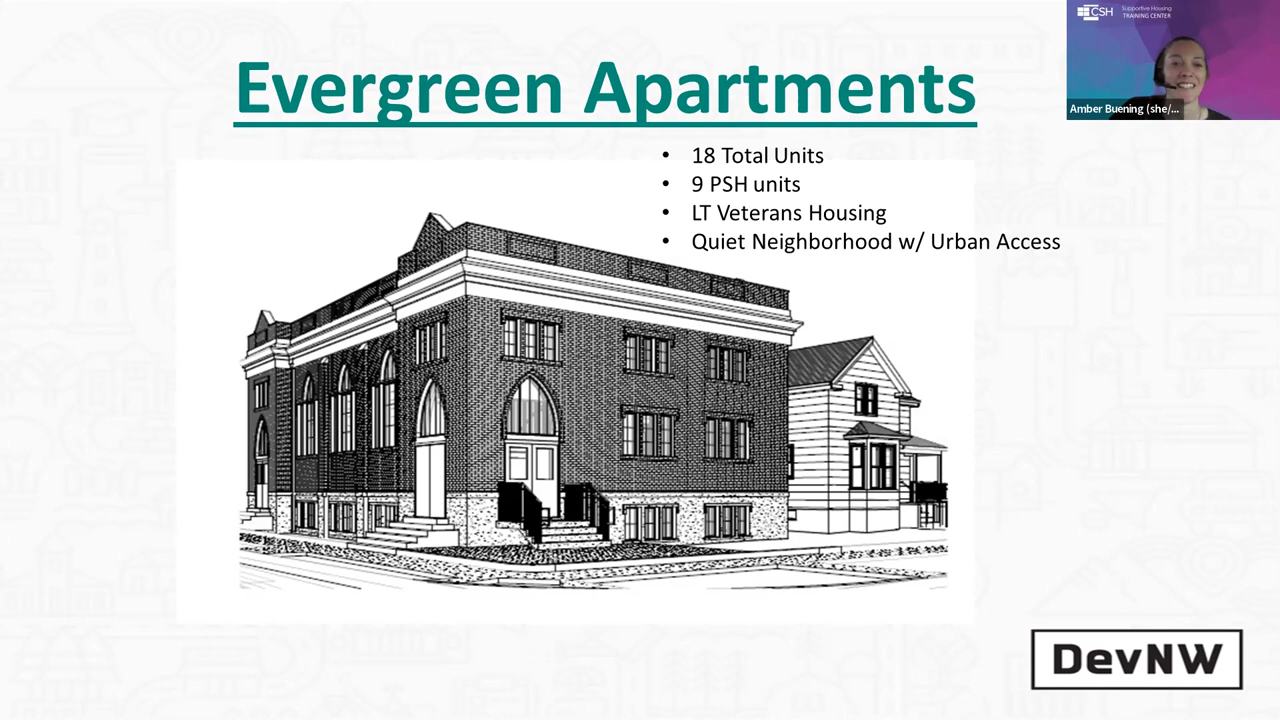 Evergreen Apartments
• 18 Total Units
• 9 PSH units
• LT Veterans Housing
• Quiet Neighborhood w/ Urban Access
CSH
Supportive Housing
TRAINING CENTER
Amber Buening (she/...
DevNW